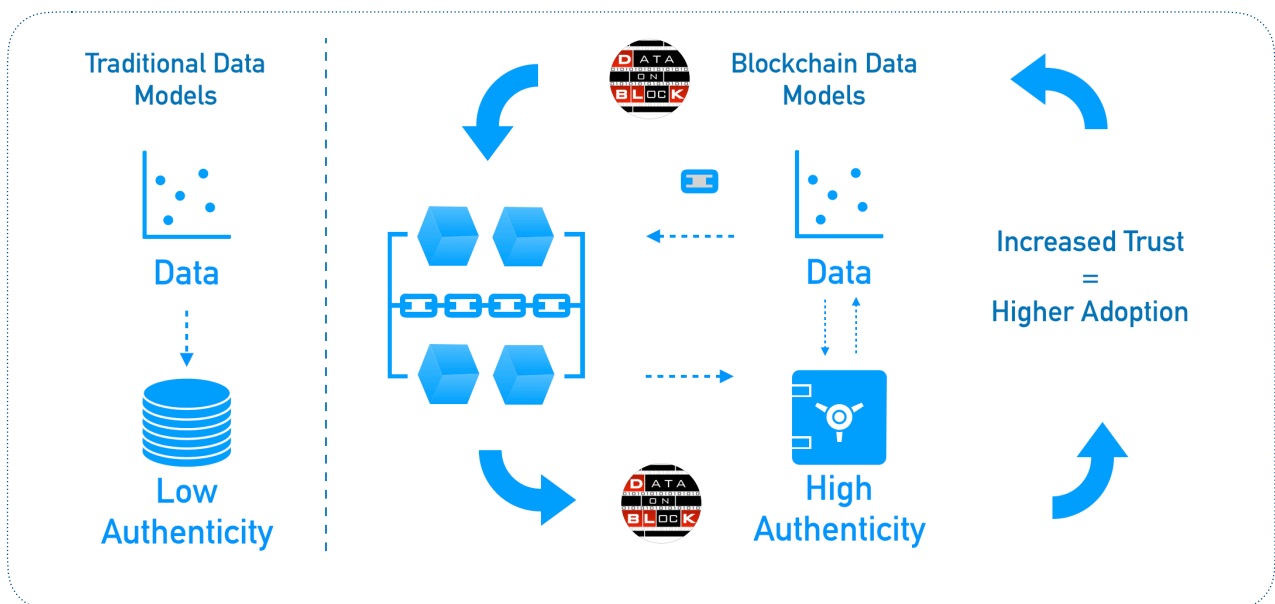 Traditional Data
Models
Data
Low
Authenticity
DATA
ON
BLOCK
Blockchain Data
Models
Data
High
Authenticity
DATA
ON
BLOCK
Increased Trust
=
Higher Adoption